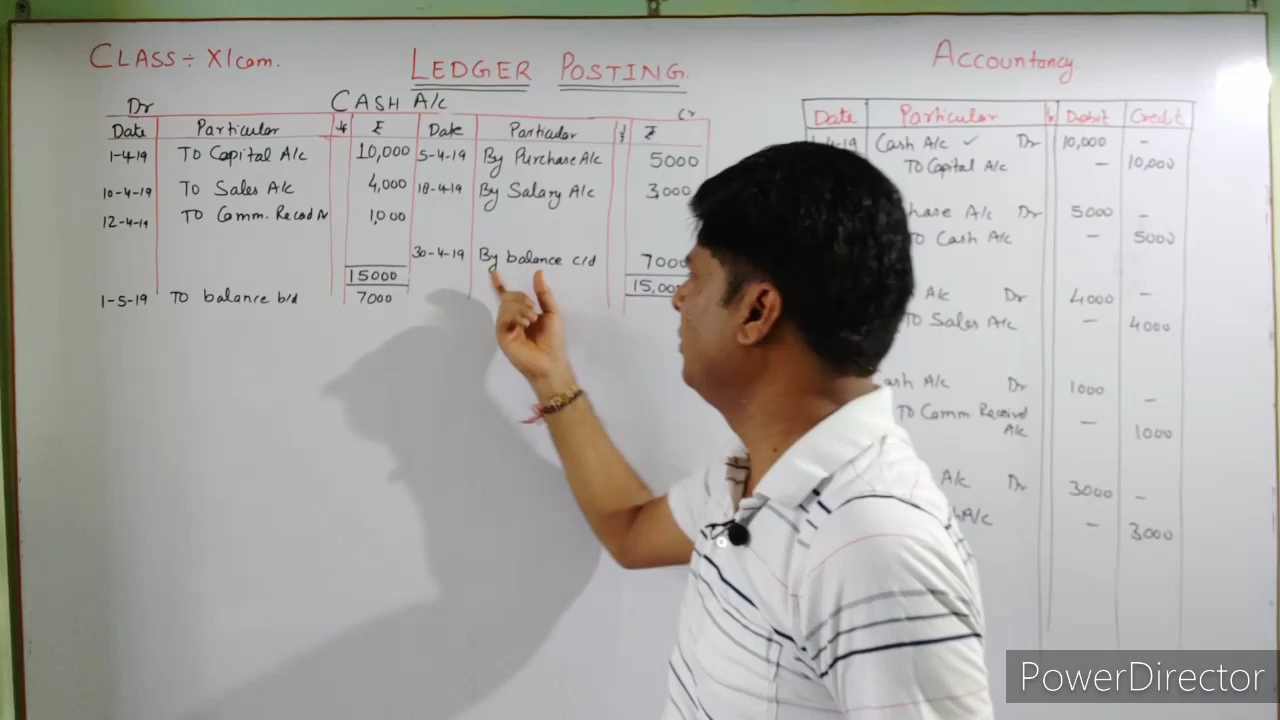 CLASS ÷ XI com.
LEDGER POSTING.
Accountancy
Dr CASH A/c Cr
Date Particular ₹ Date Particular ₹
1-4-19 To Capital A/c 10,000 5-4-19 By Purchase A/c 5000
10-4-19 To Sales A/c 4,000 18-4-19 By Salary A/c 3,000
12-4-19 To Comm. Recod 1,000
30-4-19 By balance c/d 7000
15000 15,00
1-5-19 To balance b/d 7000
Date Particular Debit Credit
1-4-19 Cash A/c ✓ Dr 10,000 -
To Capital A/c - 10,000
hase A/c Dr 5000 -
To Cash A/c - 5000
A/c Dr 4000 -
To Sales A/c - 4000
ash A/c Dr 1000 -
To Comm. Received
A/c - 1000
A/c Dr 3000 -
A/c - 3000
PowerDirector